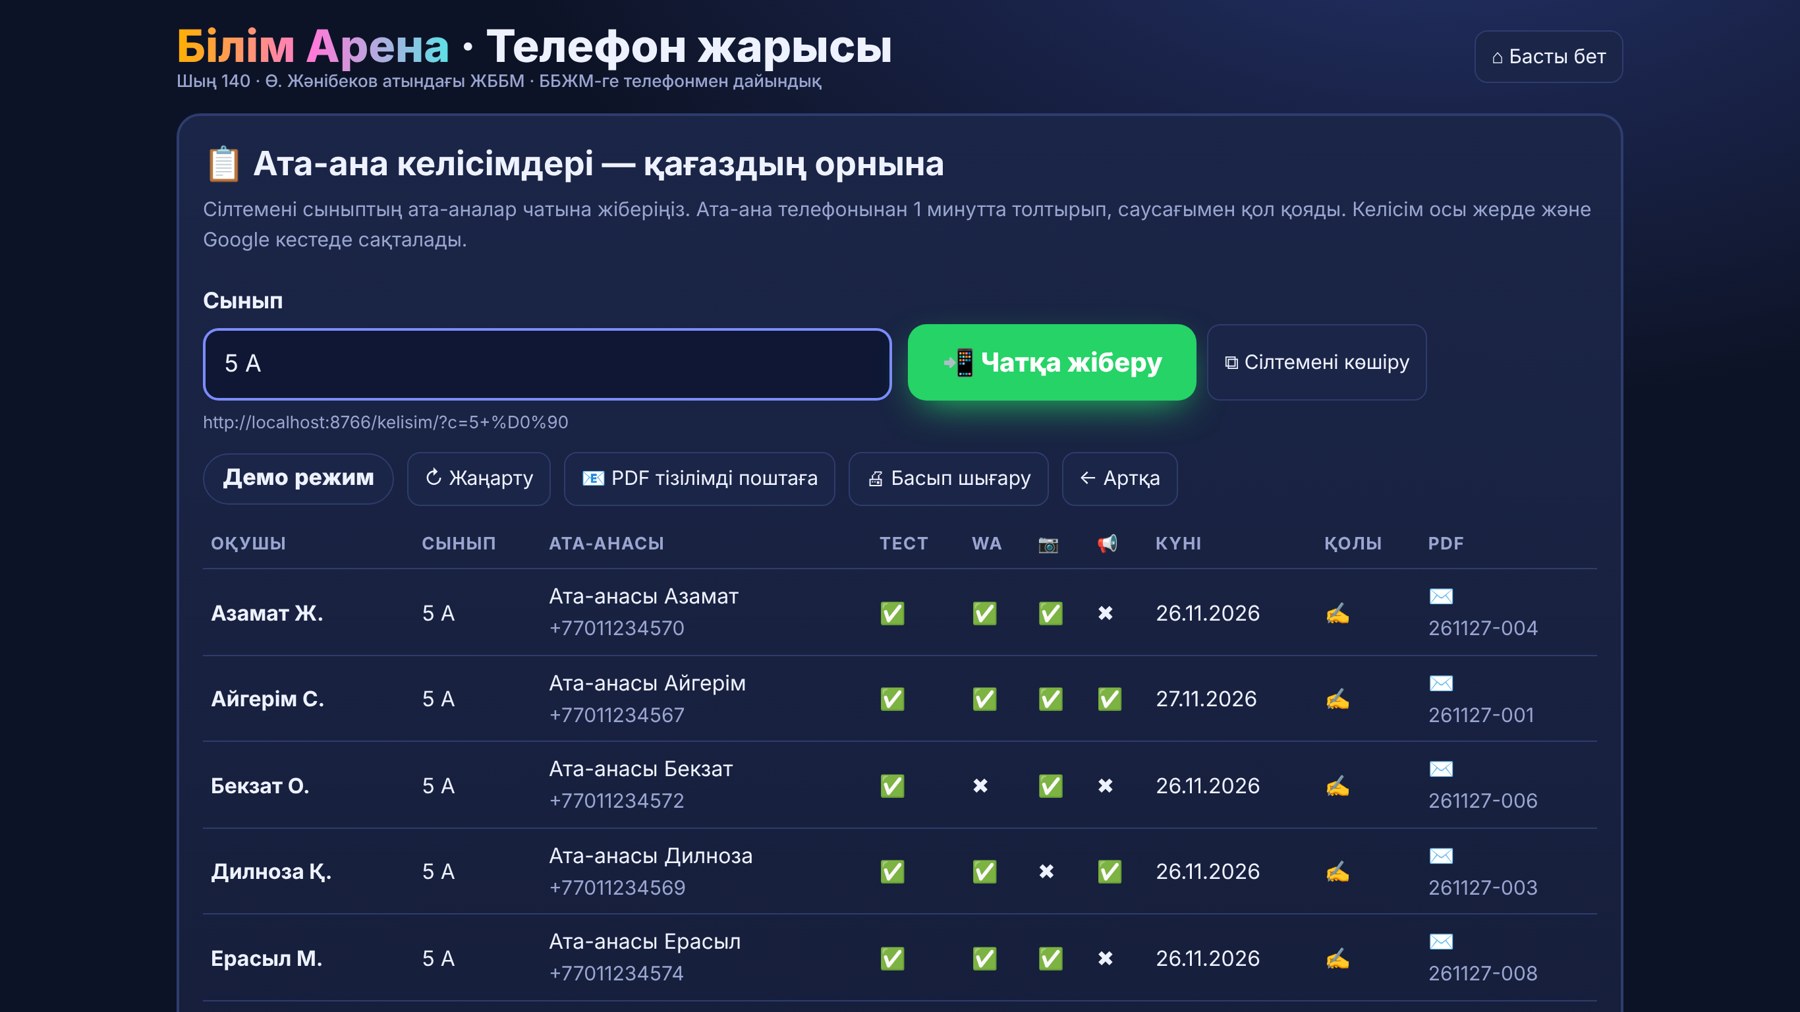 Білім Арена · Телефон жарысы
Шың 140 · Ө. Жәнібеков атындағы ЖББМ · ББЖМ-ге телефонмен дайындық
⌂ Басты бет
📋 Ата-ана келісімдері — қағаздың орнына
Сілтемені сыныптың ата-аналар чатына жіберіңіз. Ата-ана телефонынан 1 минутта толтырып, саусағымен қол қояды. Келісім осы жерде және
Google кестеде сақталады.
Сынып
5 А
📲 Чатқа жіберу
⧉ Сілтемені көшіру
http://localhost:8766/kelisim/?c=5+%D0%90
Демо режим
↻ Жаңарту
📧 PDF тізілімді поштаға
🖨 Басып шығару
← Артқа
ОҚУШЫ СЫНЫП АТА-АНАСЫ ТЕСТ WA 📷 📢 КҮНІ ҚОЛЫ PDF
Азамат Ж. 5 А Ата-анасы Азамат ✅ ✅ ✅ ✖ 26.11.2026 ✍️ ✉️
+77011234570 261127-004
Айгерім С. 5 А Ата-анасы Айгерім ✅ ✅ ✅ ✅ 27.11.2026 ✍️ ✉️
+77011234567 261127-001
Бекзат О. 5 А Ата-анасы Бекзат ✅ ✖ ✅ ✖ 26.11.2026 ✍️ ✉️
+77011234572 261127-006
Дилноза Қ. 5 А Ата-анасы Дилноза ✅ ✅ ✖ ✅ 26.11.2026 ✍️ ✉️
+77011234569 261127-003
Ерасыл М. 5 А Ата-анасы Ерасыл ✅ ✅ ✅ ✖ 26.11.2026 ✍️ ✉️
+77011234574 261127-008